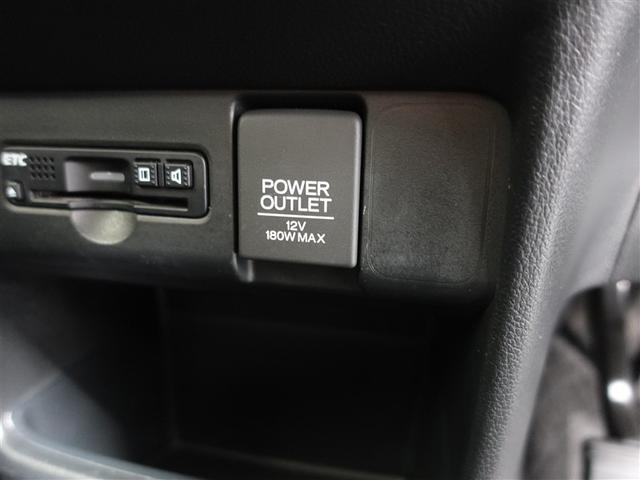 ETC
POWER
OUTLET
12V
180W MAX